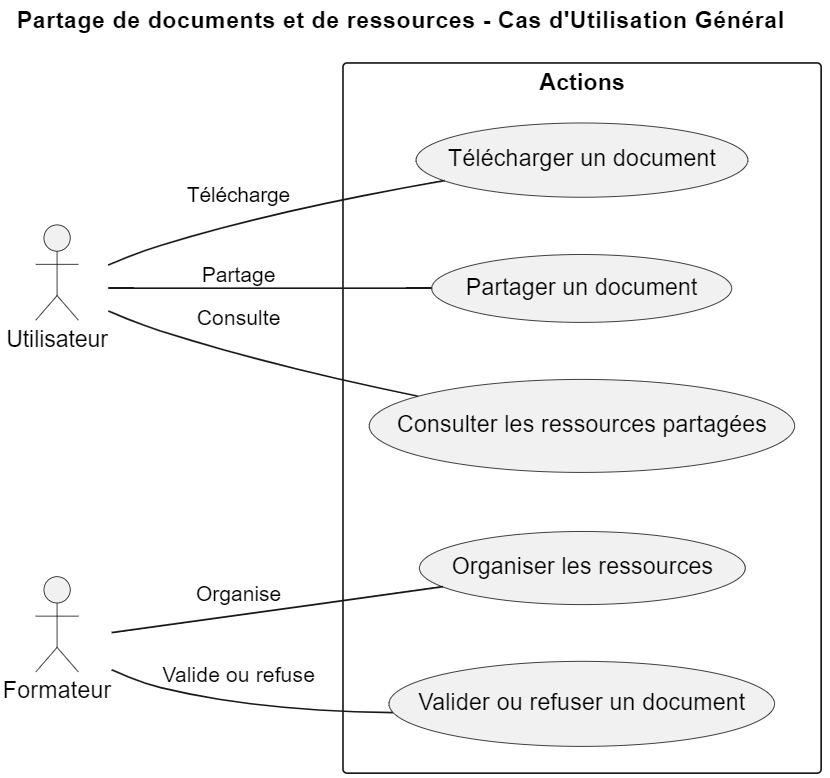 Partage de documents et de ressources - Cas d'Utilisation Général
Actions
Télécharger un document
Télécharge
Partage
Partager un document
Consulte
Utilisateur
Consulter les ressources partagées
Organiser les ressources
Organise
Valide ou refuse
Formateur
Valider ou refuser un document